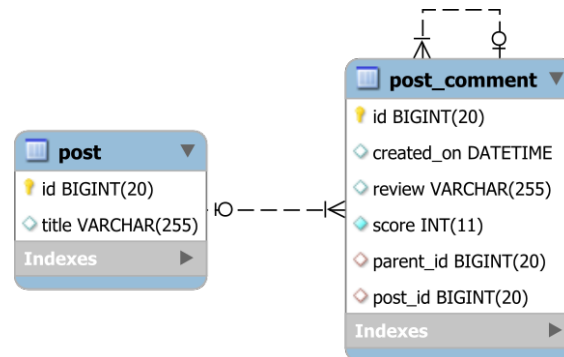 post
id BIGINT(20)
title VARCHAR(255)
Indexes
post_comment
id BIGINT(20)
created_on DATETIME
review VARCHAR(255)
score INT(11)
parent_id BIGINT(20)
post_id BIGINT(20)
Indexes